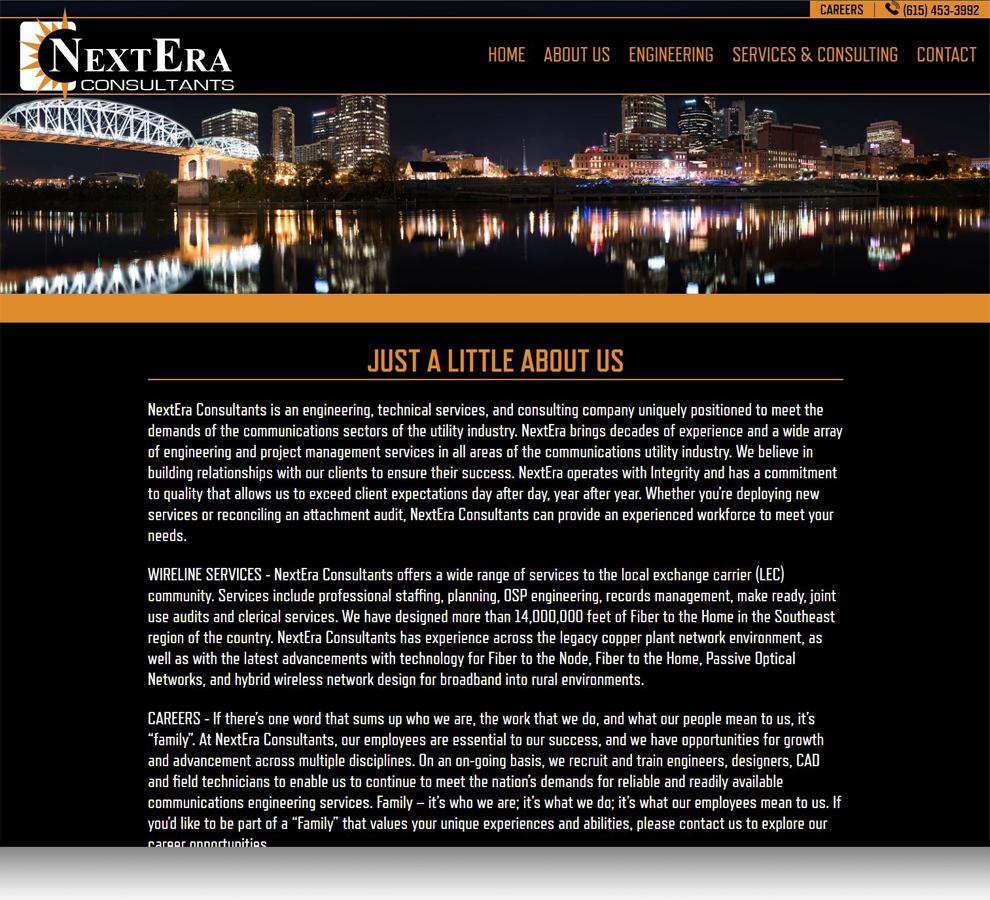 CAREERS (615) 453-3992
NEXTERA
CONSULTANTS
HOME ABOUT US ENGINEERING SERVICES & CONSULTING CONTACT
JUST A LITTLE ABOUT US
NextEra Consultants is an engineering, technical services, and consulting company uniquely positioned to meet the
demands of the communications sectors of the utility industry. NextEra brings decades of experience and a wide array
of engineering and project management services in all areas of the communications utility industry. We believe in
building relationships with our clients to ensure their success. NextEra operates with Integrity and has a commitment
to quality that allows us to exceed client expectations day after day, year after year. Whether you’re deploying new
services or reconciling an attachment audit, NextEra Consultants can provide an experienced workforce to meet your
needs.
WIRELINE SERVICES - NextEra Consultants offers a wide range of services to the local exchange carrier (LEC)
community. Services include professional staffing, planning, OSP engineering, records management, make ready, joint
use audits and clerical services. We have designed more than 14,000,000 feet of Fiber to the Home in the Southeast
region of the country. NextEra Consultants has experience across the legacy copper plant network environment, as
well as with the latest advancements with technology for Fiber to the Node, Fiber to the Home, Passive Optical
Networks, and hybrid wireless network design for broadband into rural environments.
CAREERS - If there’s one word that sums up who we are, the work that we do, and what our people mean to us, it’s
“family”. At NextEra Consultants, our employees are essential to our success, and we have opportunities for growth
and advancement across multiple disciplines. On an on-going basis, we recruit and train engineers, designers, CAD
and field technicians to enable us to continue to meet the nation’s demands for reliable and readily available
communications engineering services. Family – it’s who we are; it’s what we do; it’s what our employees mean to us. If
you’d like to be part of a “Family” that values your unique experiences and abilities, please contact us to explore our
career opportunities.